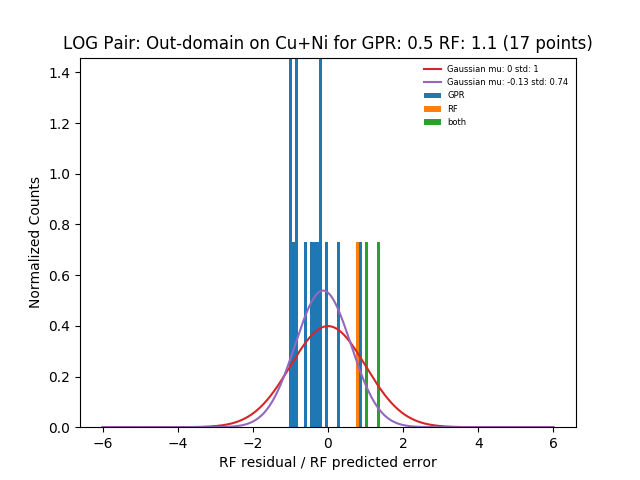 LOG Pair: Out-domain on Cu+Ni for GPR: 0.5 RF: 1.1 (17 points)
Gaussian mu: 0 std: 1
Gaussian mu: -0.13 std: 0.74
GPR
RF
both
Normalized Counts
1.4
1.2
1.0
0.8
0.6
0.4
0.2
0.0
−6 −4 −2 0 2 4 6
RF residual / RF predicted error